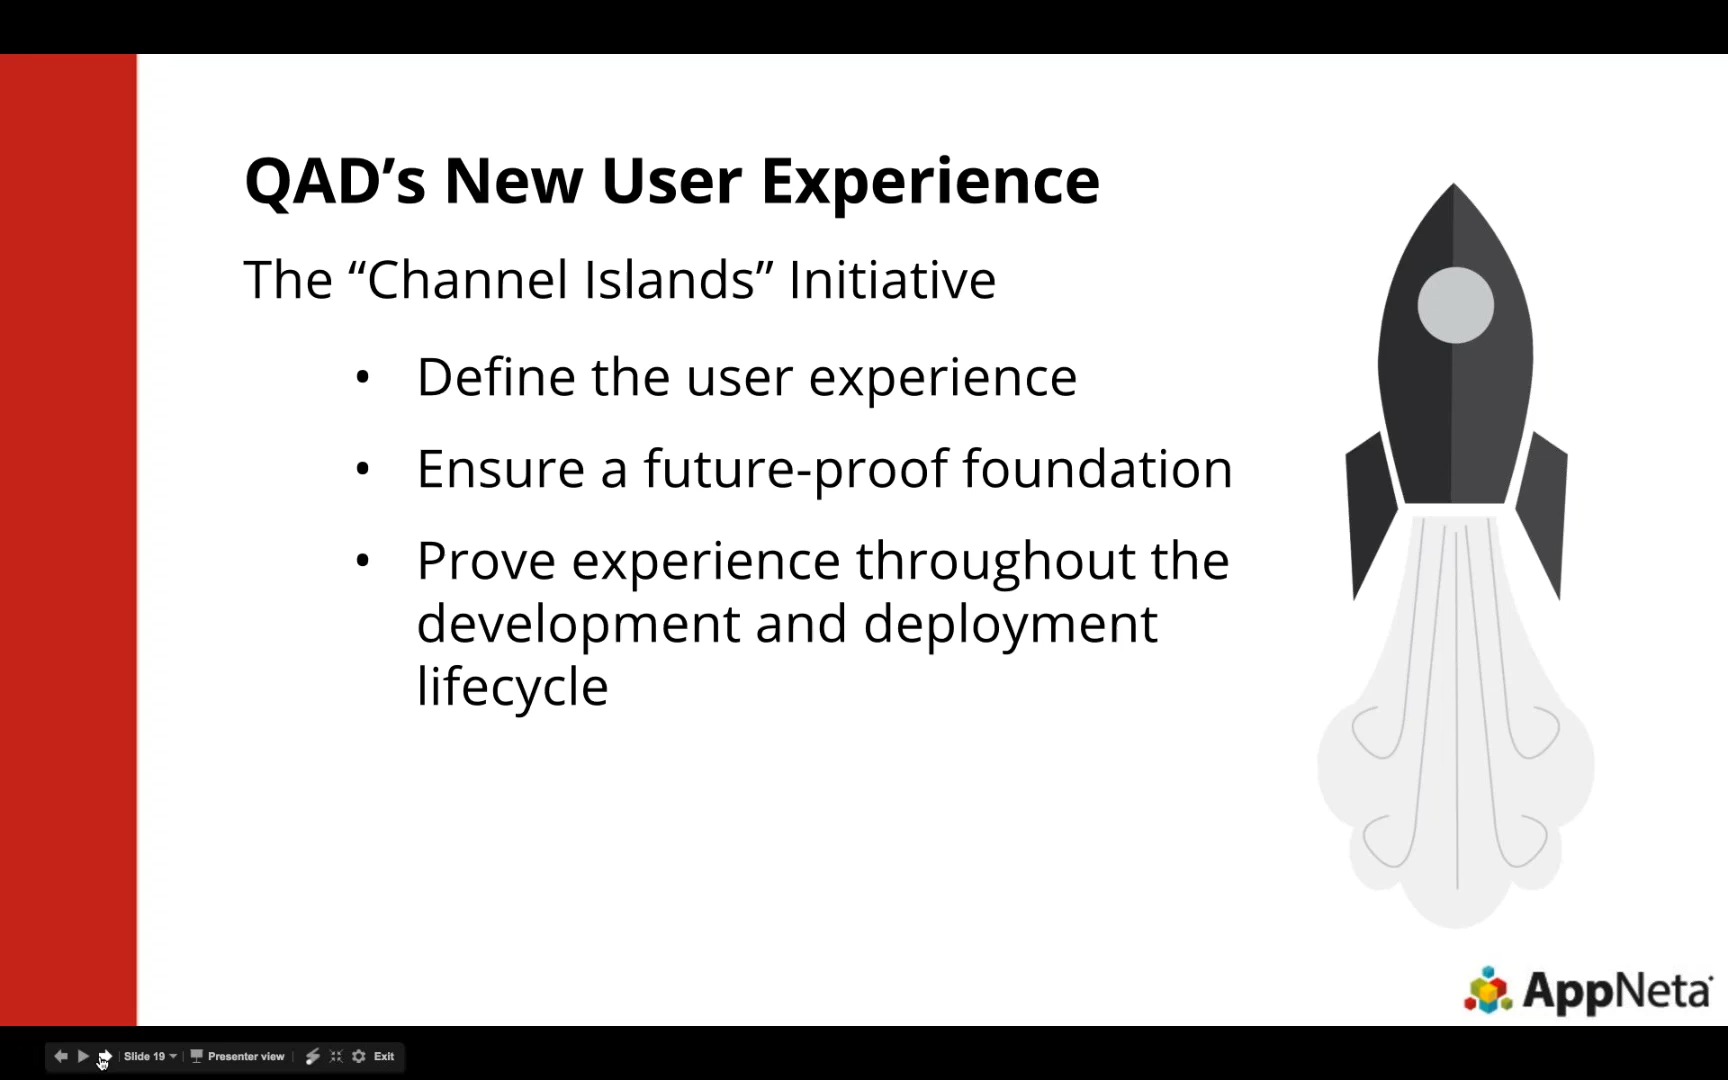 QAD’s New User Experience
The “Channel Islands” Initiative
• Define the user experience
• Ensure a future-proof foundation
• Prove experience throughout the
development and deployment
lifecycle
AppNeta
Slide 19 Presenter view Exit